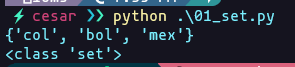 cesar python .\01_set.py
{'col', 'bol', 'mex'}
<class 'set'>